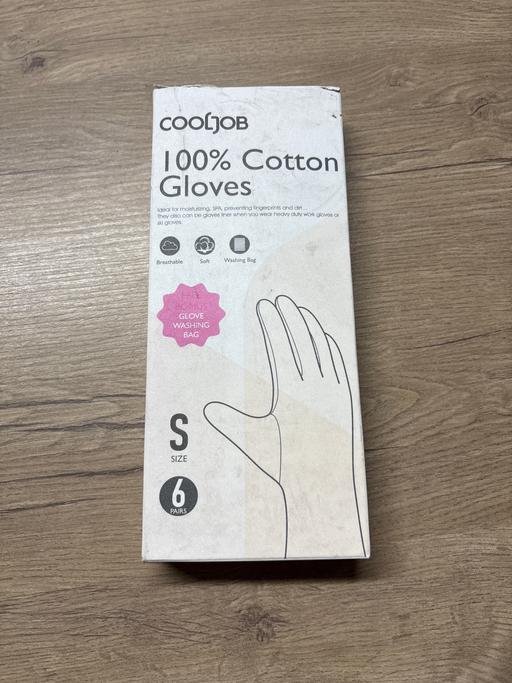 COOLJOB
100% Cotton
Gloves
Ideal for moisturizing, SPA, preventing fingerprints and dirt...
They also can be gloves liner when you wear heavy duty work gloves or
ski gloves.
Breathable
Soft
Washing Bag
GLOVE
WASHING
BAG
S
SIZE
6
PAIRS